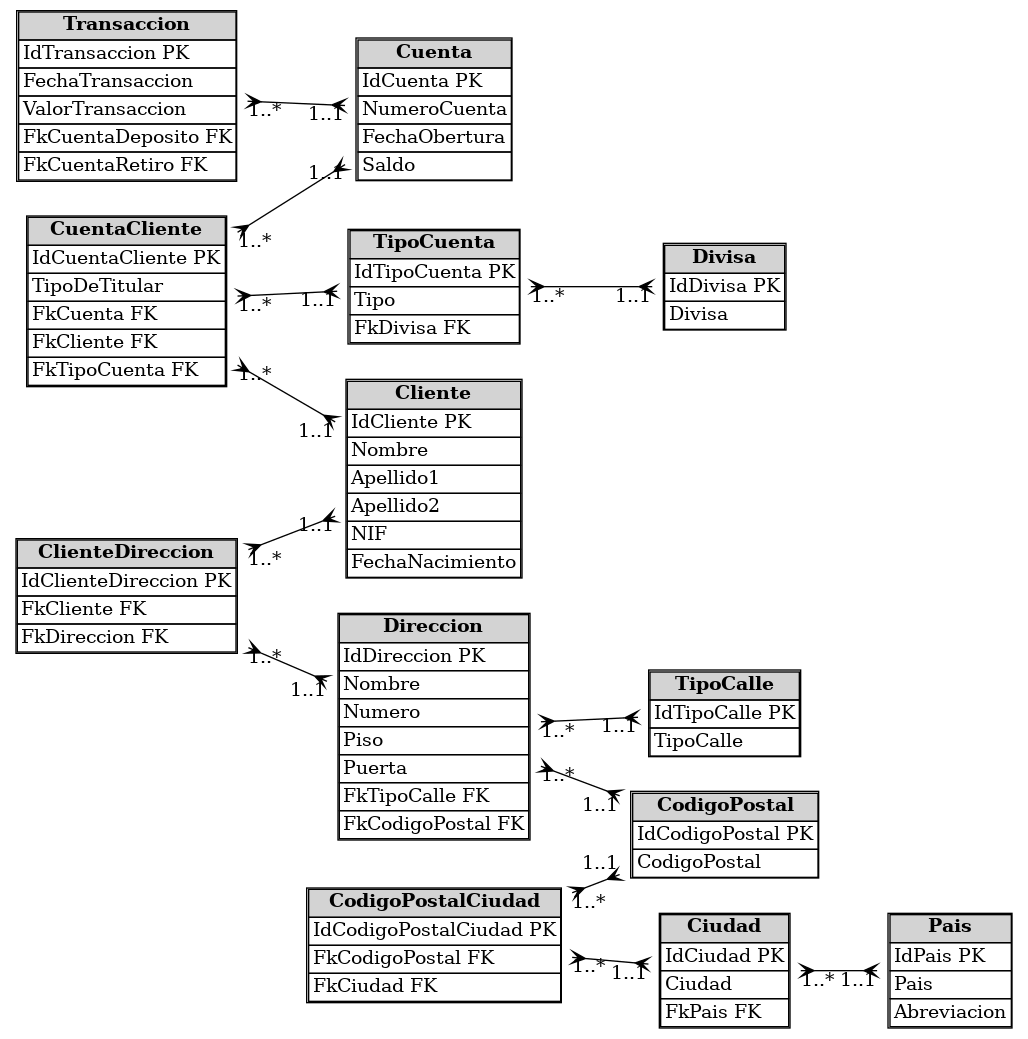 Transaccion
IdTransaccion PK
FechaTransaccion
ValorTransaccion
FkCuentaDeposito FK
FkCuentaRetiro FK
1..*
1..1
Cuenta
IdCuenta PK
NumeroCuenta
FechaObertura
Saldo
1..1
1..*
CuentaCliente
IdCuentaCliente PK
TipoDeTitular
FkCuenta FK
FkCliente FK
FkTipoCuenta FK
1..*
1..1
TipoCuenta
IdTipoCuenta PK
Tipo
FkDivisa FK
1..*
1..1
Divisa
IdDivisa PK
Divisa
1..*
1..1
Cliente
IdCliente PK
Nombre
Apellido1
Apellido2
NIF
FechaNacimiento
1..1
1..*
ClienteDireccion
IdClienteDireccion PK
FkCliente FK
FkDireccion FK
1..*
1..1
Direccion
IdDireccion PK
Nombre
Numero
Piso
Puerta
FkTipoCalle FK
FkCodigoPostal FK
1..*
1..1
TipoCalle
IdTipoCalle PK
TipoCalle
1..*
1..1
CodigoPostal
IdCodigoPostal PK
CodigoPostal
1..1
1..*
CodigoPostalCiudad
IdCodigoPostalCiudad PK
FkCodigoPostal FK
FkCiudad FK
1..*
1..1
Ciudad
IdCiudad PK
Ciudad
FkPais FK
1..*
1..1
Pais
IdPais PK
Pais
Abreviacion